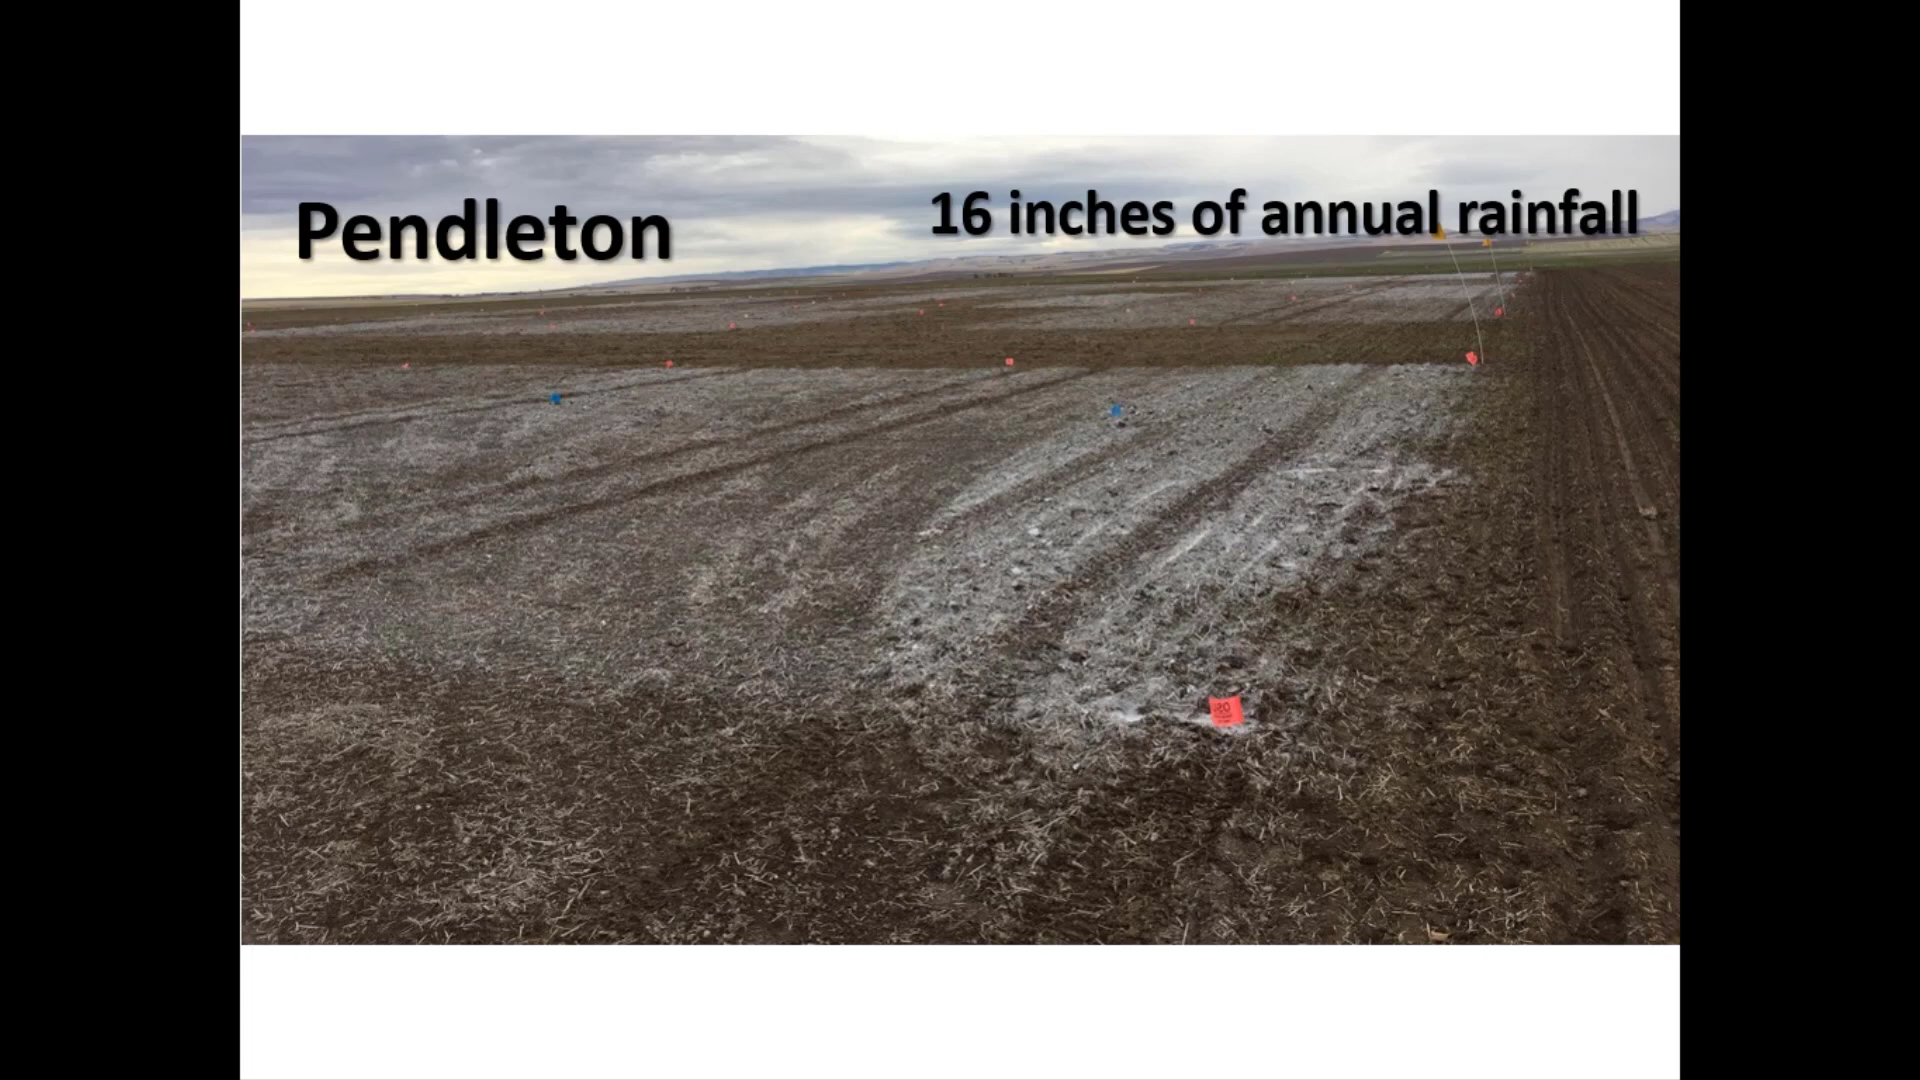 Pendleton
16 inches of annual rainfall